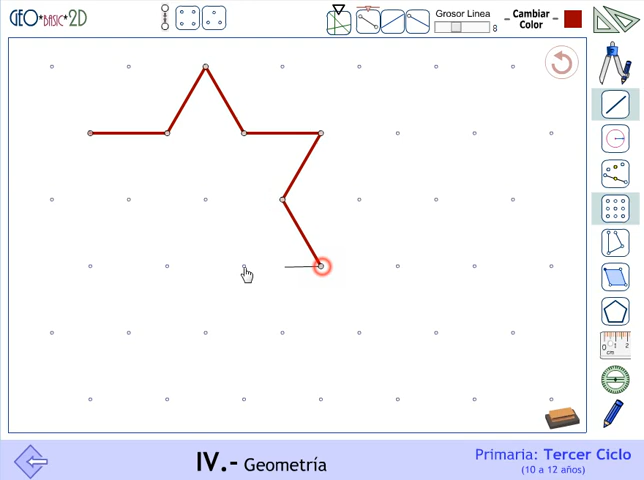 GEO*BASIC*2D
Grosor Linea
8
Cambiar
Color
0 1 2
cm
IV.- Geometría
Primaria: Tercer Ciclo
(10 a 12 años)